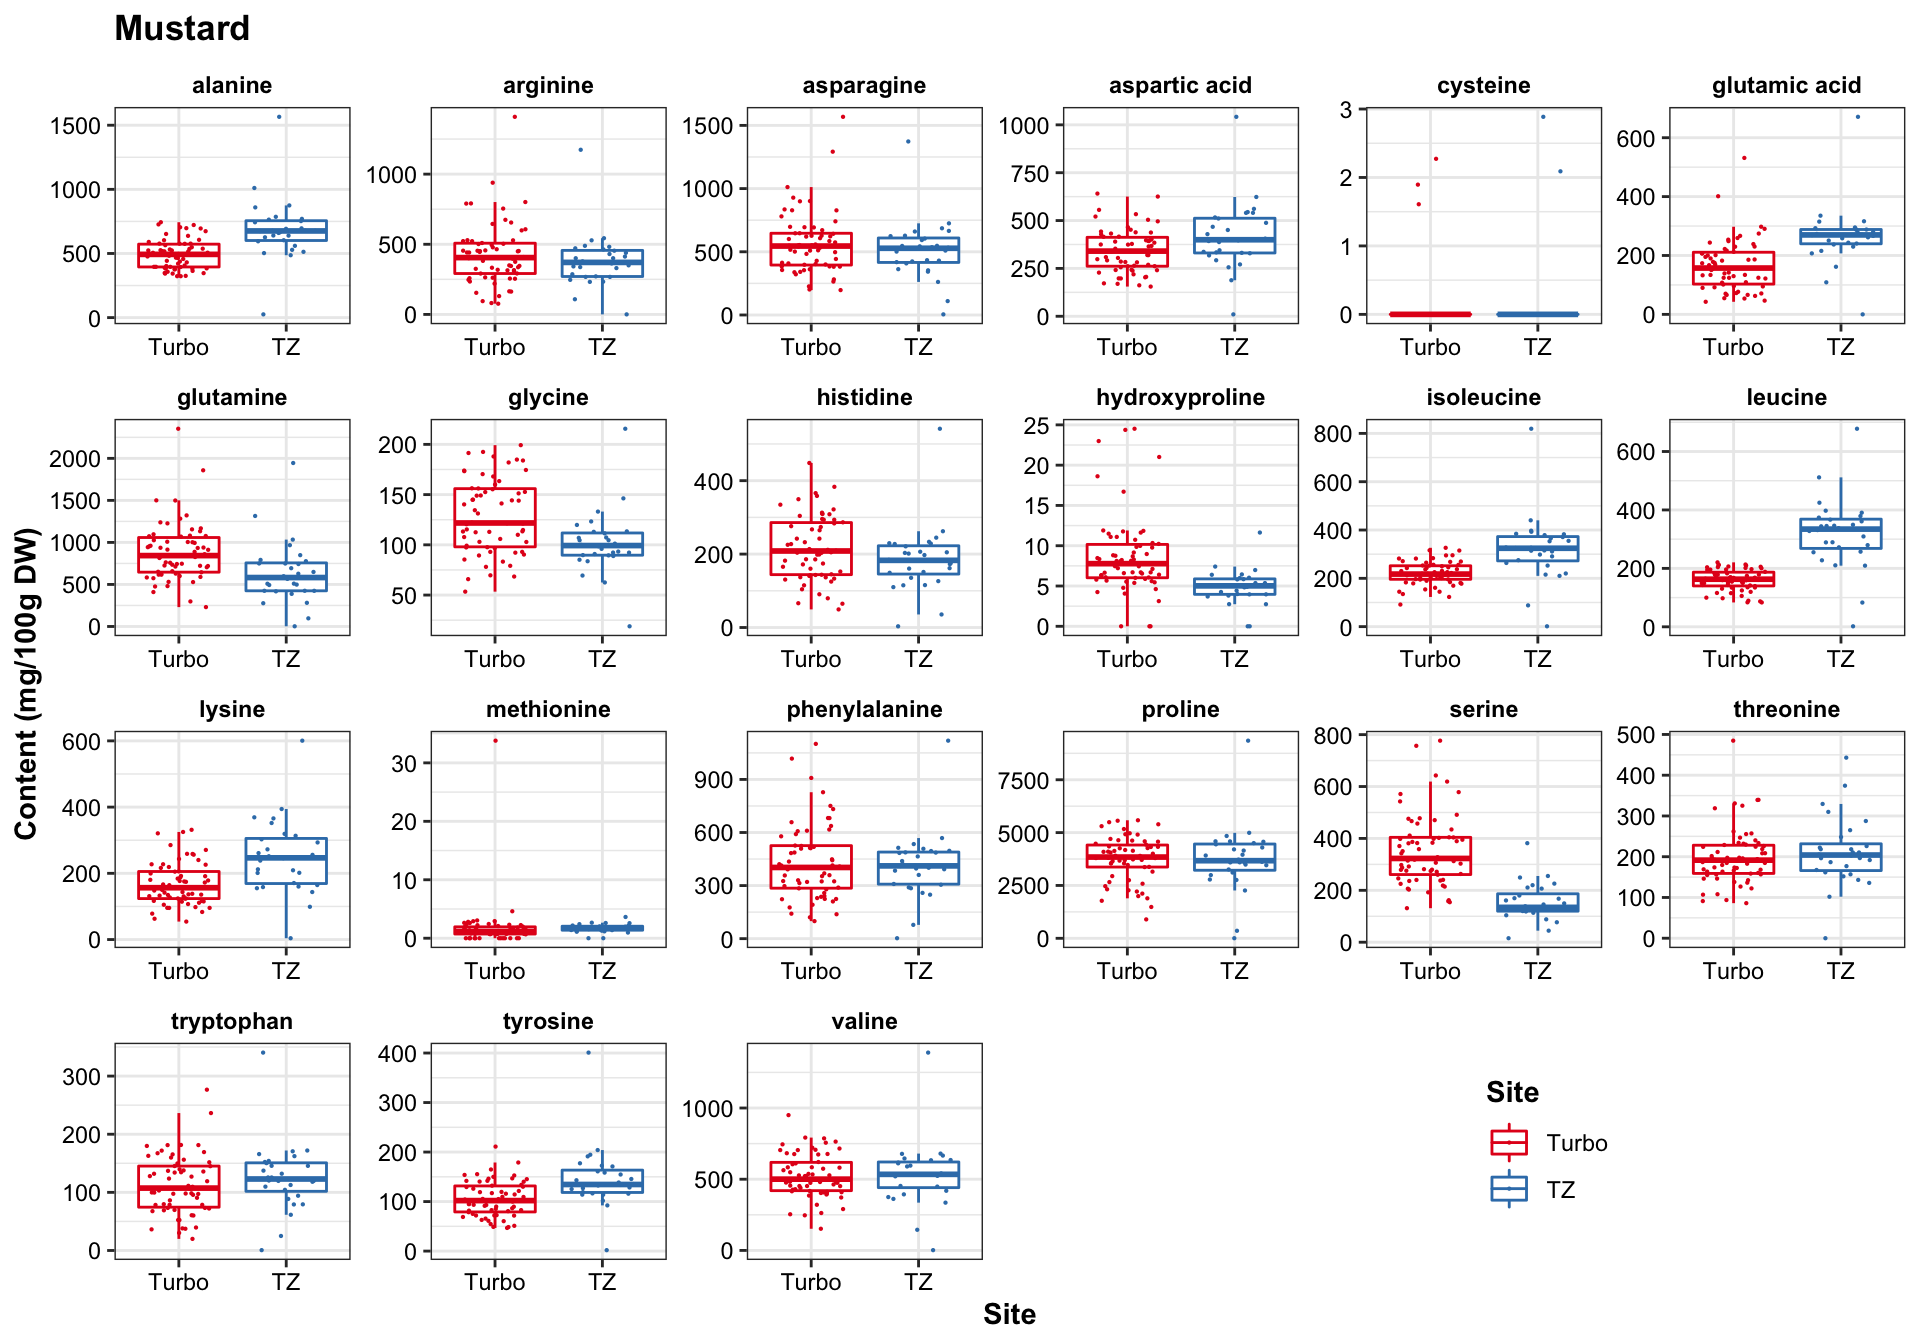 Mustard
alanine arginine asparagine aspartic acid cysteine glutamic acid
1500
1000
500
0
Turbo TZ
1000
500
0
Turbo TZ
1500
1000
500
0
Turbo TZ
1000
750
500
250
0
Turbo TZ
3
2
1
0
Turbo TZ
600
400
200
0
Turbo TZ
glutamine glycine histidine hydroxyproline isoleucine leucine
2000
1500
1000
500
0
Turbo TZ
200
150
100
50
Turbo TZ
400
200
0
Turbo TZ
25
20
15
10
5
0
Turbo TZ
800
600
400
200
0
Turbo TZ
600
400
200
0
Turbo TZ
lysine methionine phenylalanine proline serine threonine
600
400
200
0
Turbo TZ
30
20
10
0
Turbo TZ
900
600
300
0
Turbo TZ
7500
5000
2500
0
Turbo TZ
800
600
400
200
0
Turbo TZ
500
400
300
200
100
0
Turbo TZ
tryptophan tyrosine valine
300
200
100
0
Turbo TZ
400
300
200
100
0
Turbo TZ
1000
500
0
Turbo TZ
Content (mg/100g DW)
Site
Site
Turbo
TZ